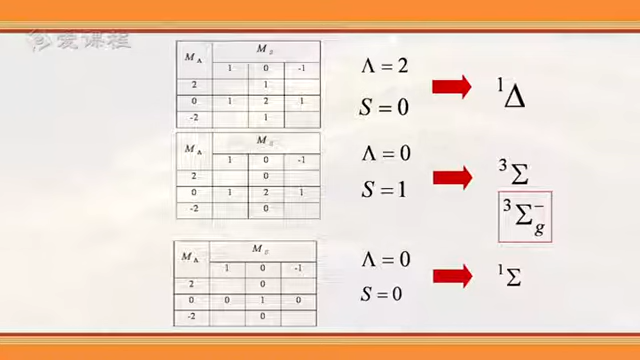 爱课程
M_Λ M_S
1 0 -1
2 1
0 1 2 1
-2 1
Λ = 2
S = 0
¹Δ
M_Λ M_S
1 0 -1
2 0
0 1 2 1
-2 0
Λ = 0
S = 1
³Σ
³Σ_g⁻
M_Λ M_S
1 0 -1
2 0
0 0 1 0
-2 0
Λ = 0
S = 0
¹Σ